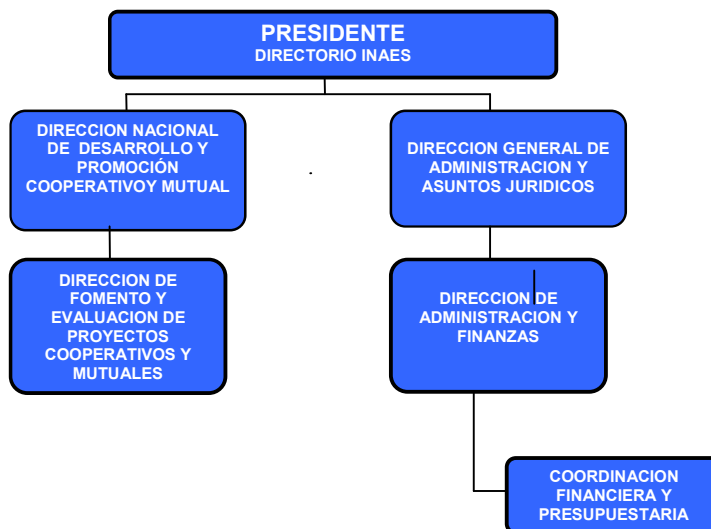 PRESIDENTE
DIRECTORIO INAES
DIRECCION NACIONAL
DE DESARROLLO Y
PROMOCIÓN
COOPERATIVOY MUTUAL
DIRECCION GENERAL DE
ADMINISTRACION Y
ASUNTOS JURIDICOS
DIRECCION DE
FOMENTO Y
EVALUACION DE
PROYECTOS
COOPERATIVOS Y
MUTUALES
DIRECCION DE
ADMINISTRACION Y
FINANZAS
COORDINACION
FINANCIERA Y
PRESUPUESTARIA